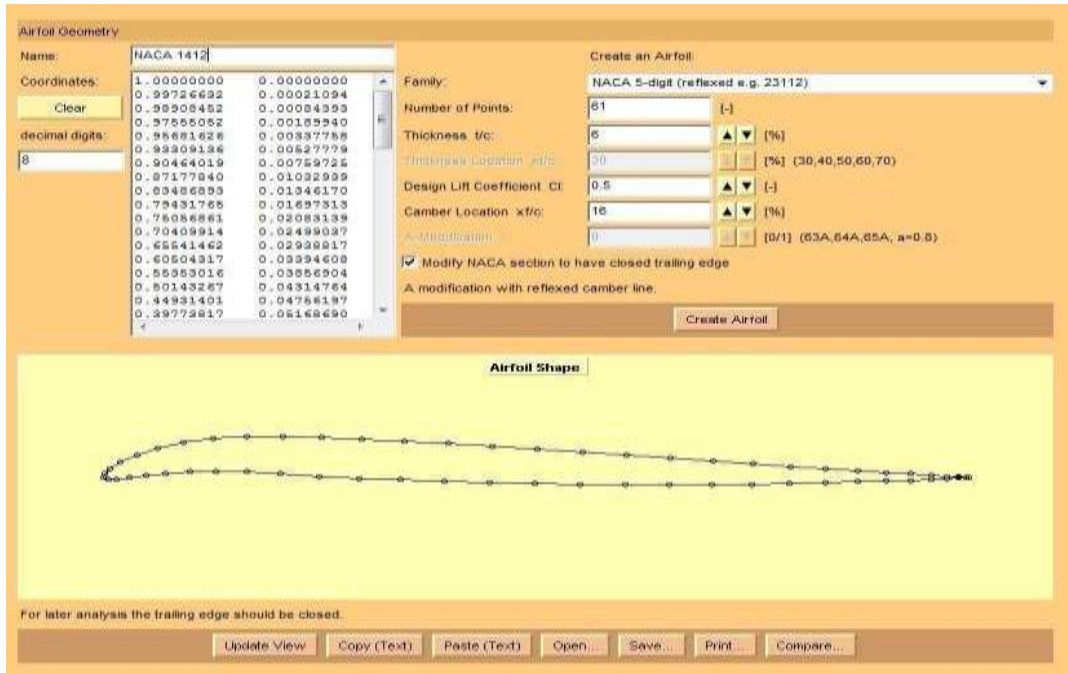 Airfoil Geometry
Name: NACA 1412
Create an Airfoil:
Coordinates:
Clear
decimal digits:
8
1.00000000 0.00000000
0.99726692 0.00021094
0.98908452 0.00084393
0.97555052 0.00189940
0.95681626 0.00337758
0.93309136 0.00527779
0.90464019 0.00759725
0.87177840 0.01032939
0.83486893 0.01346170
0.79431765 0.01697313
0.75056861 0.02083139
0.70409914 0.02499037
0.65541462 0.02938817
0.60504317 0.03394608
0.55353016 0.03856904
0.50143267 0.04314764
0.44931401 0.04756197
0.39773817 0.05168690
Family: NACA 5-digit (reflexed e.g. 23112)
Number of Points: 61 [-]
Thickness t/c: 6 [%]
Thickness Location xd/c: 30 [%] (30,40,50,60,70)
Design Lift Coefficient Cl: 0.5 [-]
Camber Location xf/c: 16 [%]
A-Modification 0 [0/1] (63A,64A,65A, a=0.8)
Modify NACA section to have closed trailing edge
A modification with reflexed camber line.
Create Airfoil
Airfoil Shape
For later analysis the trailing edge should be closed.
Update View Copy (Text) Paste (Text) Open... Save... Print... Compare...